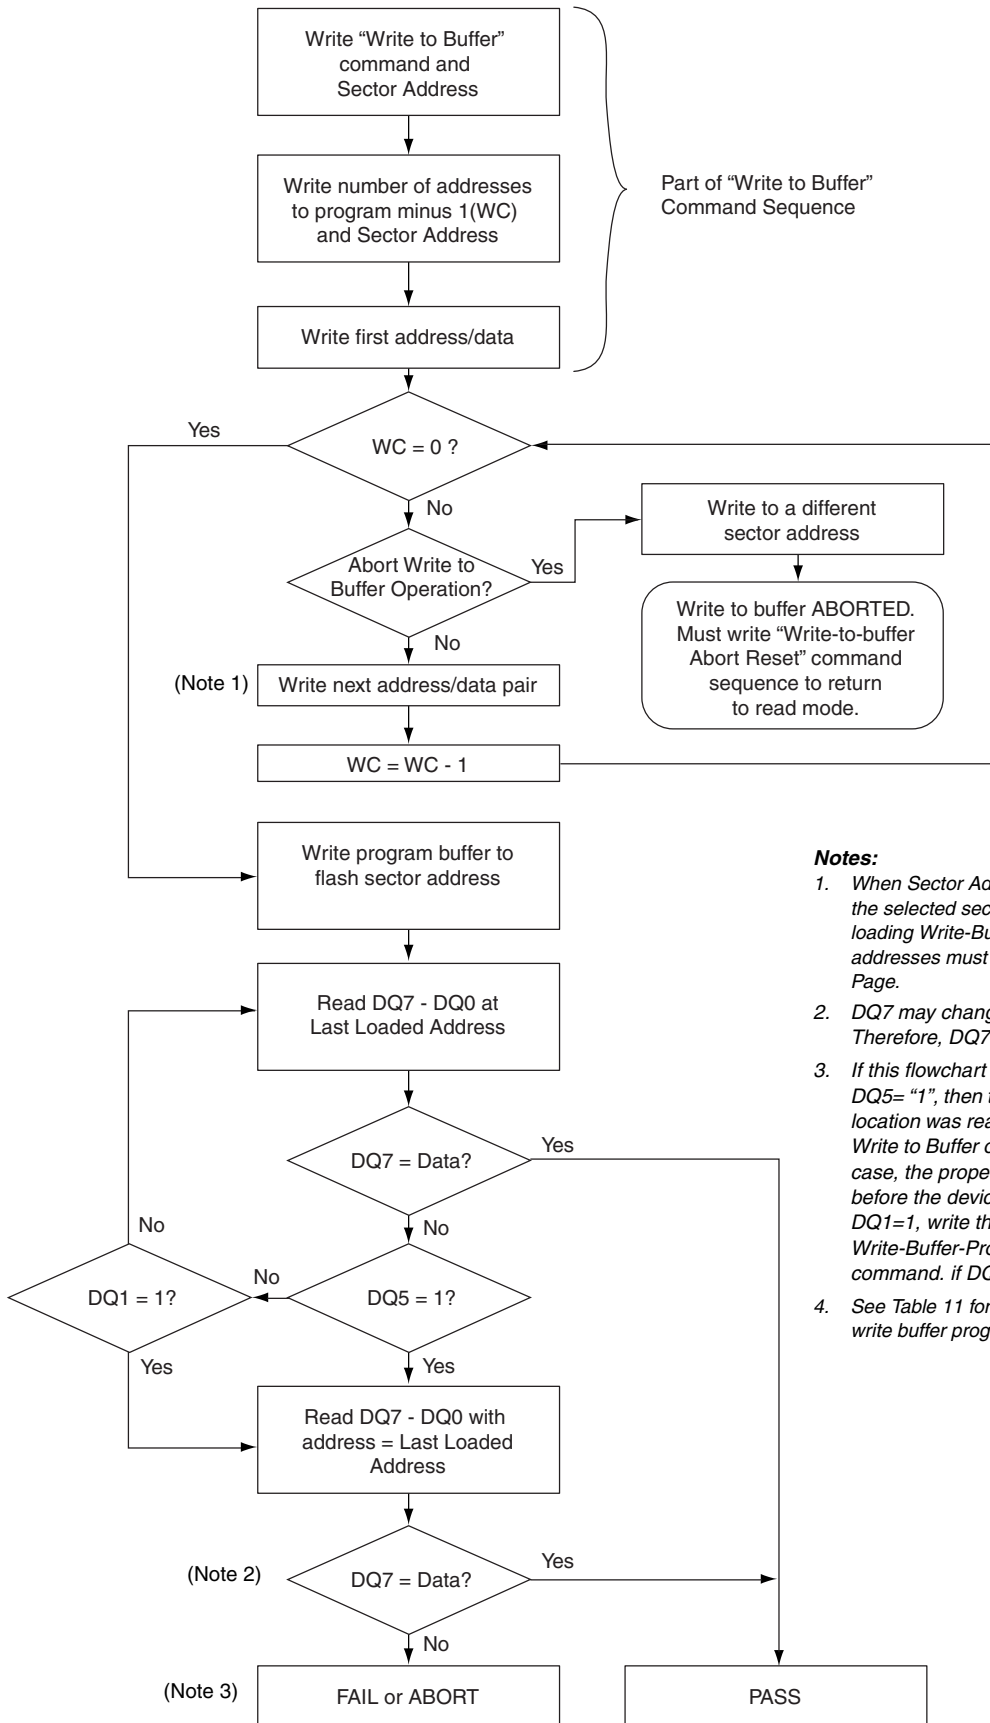 Write “Write to Buffer”
command and
Sector Address
Write number of addresses
to program minus 1(WC)
and Sector Address
Part of “Write to Buffer”
Command Sequence
Write first address/data
Yes
WC = 0 ?
No
Write to a different
sector address
Abort Write to
Buffer Operation?
Yes
Write to buffer ABORTED.
Must write “Write-to-buffer
Abort Reset” command
sequence to return
to read mode.
No
(Note 1)
Write next address/data pair
WC = WC - 1
Write program buffer to
flash sector address
Notes:
1. When Sector Ad
the selected sec
loading Write-Bu
addresses must
Page.
2. DQ7 may chang
Therefore, DQ7
3. If this flowchart
DQ5= “1”, then t
location was rea
Write to Buffer o
case, the prope
before the devic
DQ1=1, write th
Write-Buffer-Pro
command. if DQ
4. See Table 11 for
write buffer prog
Read DQ7 - DQ0 at
Last Loaded Address
DQ7 = Data?
Yes
No
No
DQ1 = 1?
No
DQ5 = 1?
Yes
Yes
Read DQ7 - DQ0 with
address = Last Loaded
Address
(Note 2)
DQ7 = Data?
Yes
No
(Note 3)
FAIL or ABORT
PASS